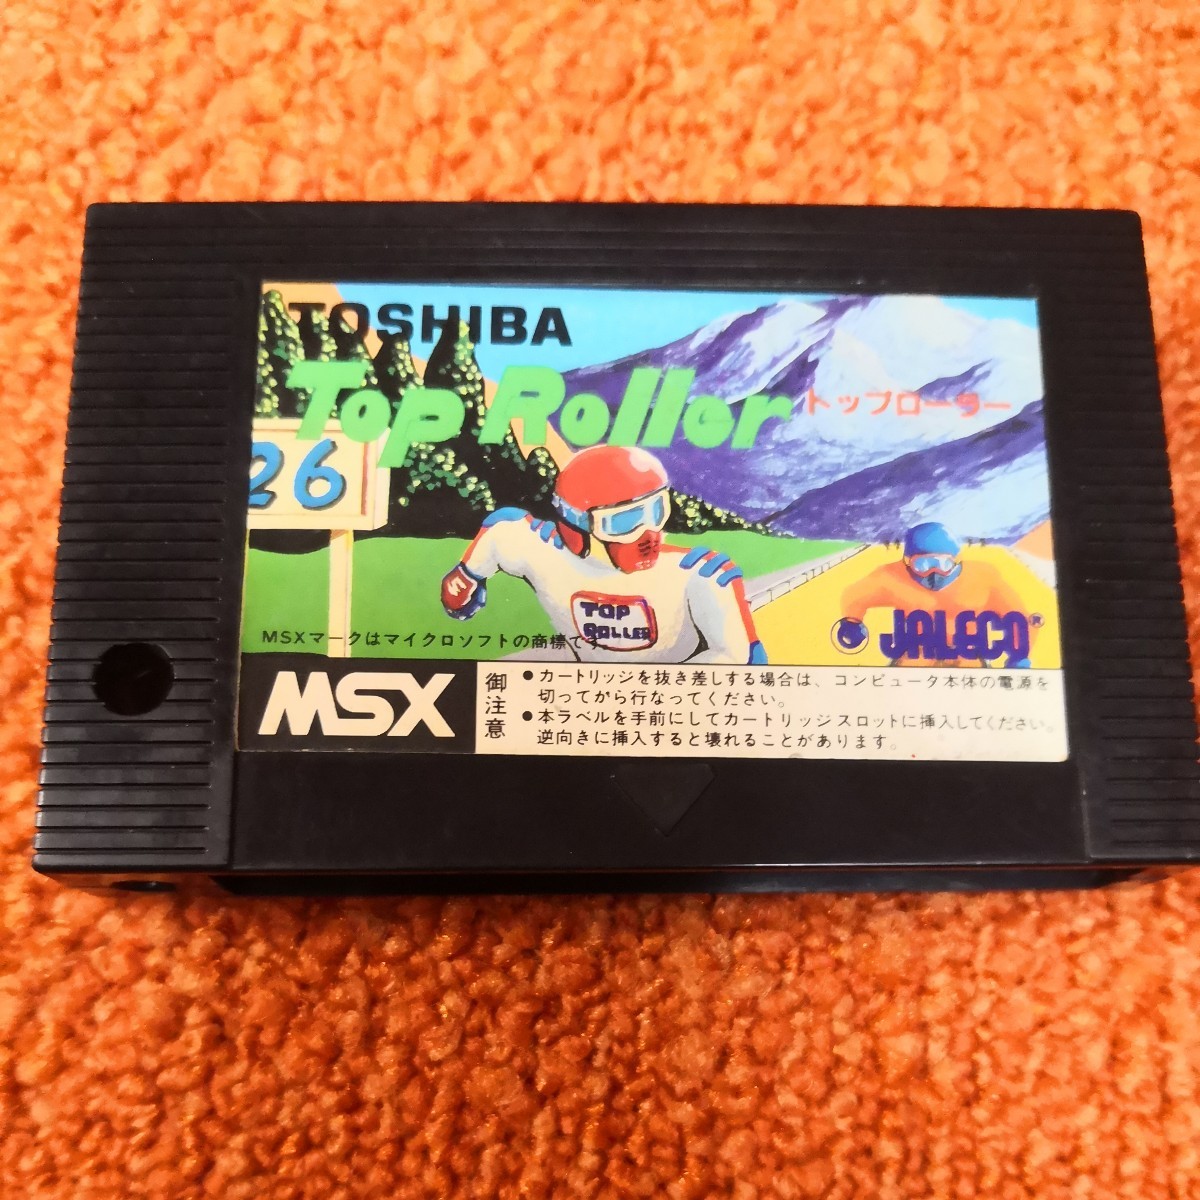 TOSHIBA
Top Roller トップローラー
26
TOP
ROLLER
JALECO®
MSXマークはマイクロソフトの商標です。
MSX
御注意
●カートリッジを抜き差しする場合は、コンピュータ本体の電源を
切ってから行なってください。
●本ラベルを手前にしてカートリッジスロットに挿入してください。
逆向きに挿入すると壊れることがあります。